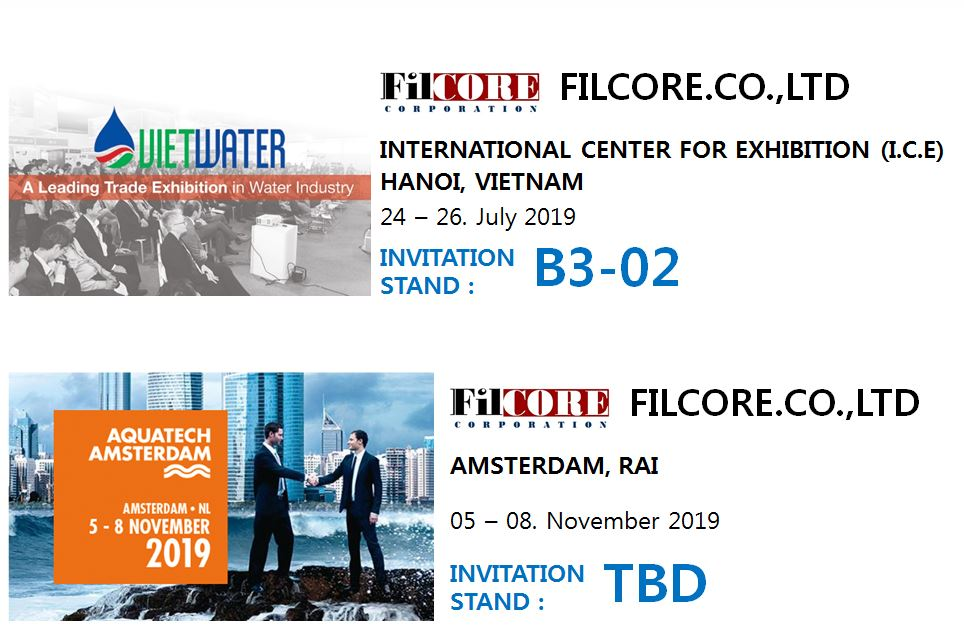 VIETWATER
A Leading Trade Exhibition in Water Industry
FilCORE FILCORE.CO.,LTD
CORPORATION
INTERNATIONAL CENTER FOR EXHIBITION (I.C.E)
HANOI, VIETNAM
24 – 26. July 2019
INVITATION
STAND : B3-02
AQUATECH
AMSTERDAM
AMSTERDAM • NL
5 - 8 NOVEMBER
2019
FilCORE FILCORE.CO.,LTD
CORPORATION
AMSTERDAM, RAI
05 – 08. November 2019
INVITATION
STAND : TBD